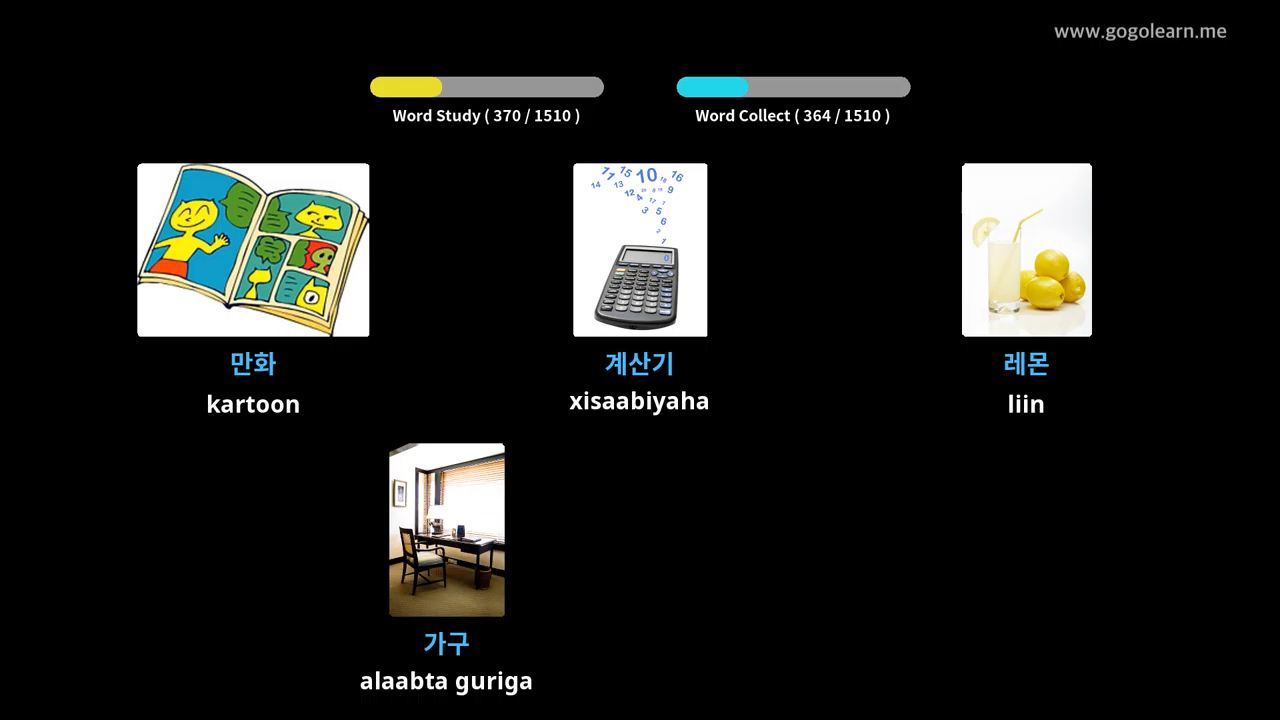 www.gogolearn.me
Word Study ( 370 / 1510 )
Word Collect ( 364 / 1510 )
만화
kartoon
계산기
xisaabiyaha
레몬
liin
가구
alaabta guriga